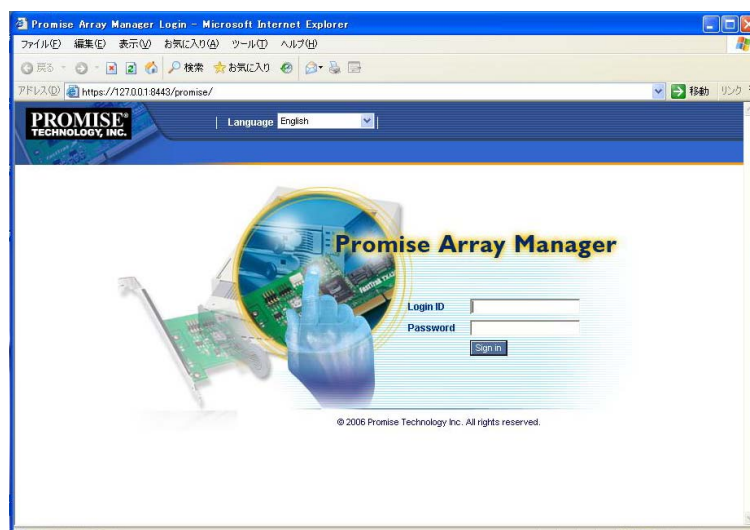 Promise Array Manager Login - Microsoft Internet Explorer
ファイル(F) 編集(E) 表示(V) お気に入り(A) ツール(T) ヘルプ(H)
戻る 検索 お気に入り
アドレス(D) https://127.0.0.1:8443/promise/ 移動 リンク
PROMISE®
TECHNOLOGY, INC.
| Language English |
Promise Array Manager
FastTrak
Login ID
Password
Sign in
© 2006 Promise Technology Inc. All rights reserved.